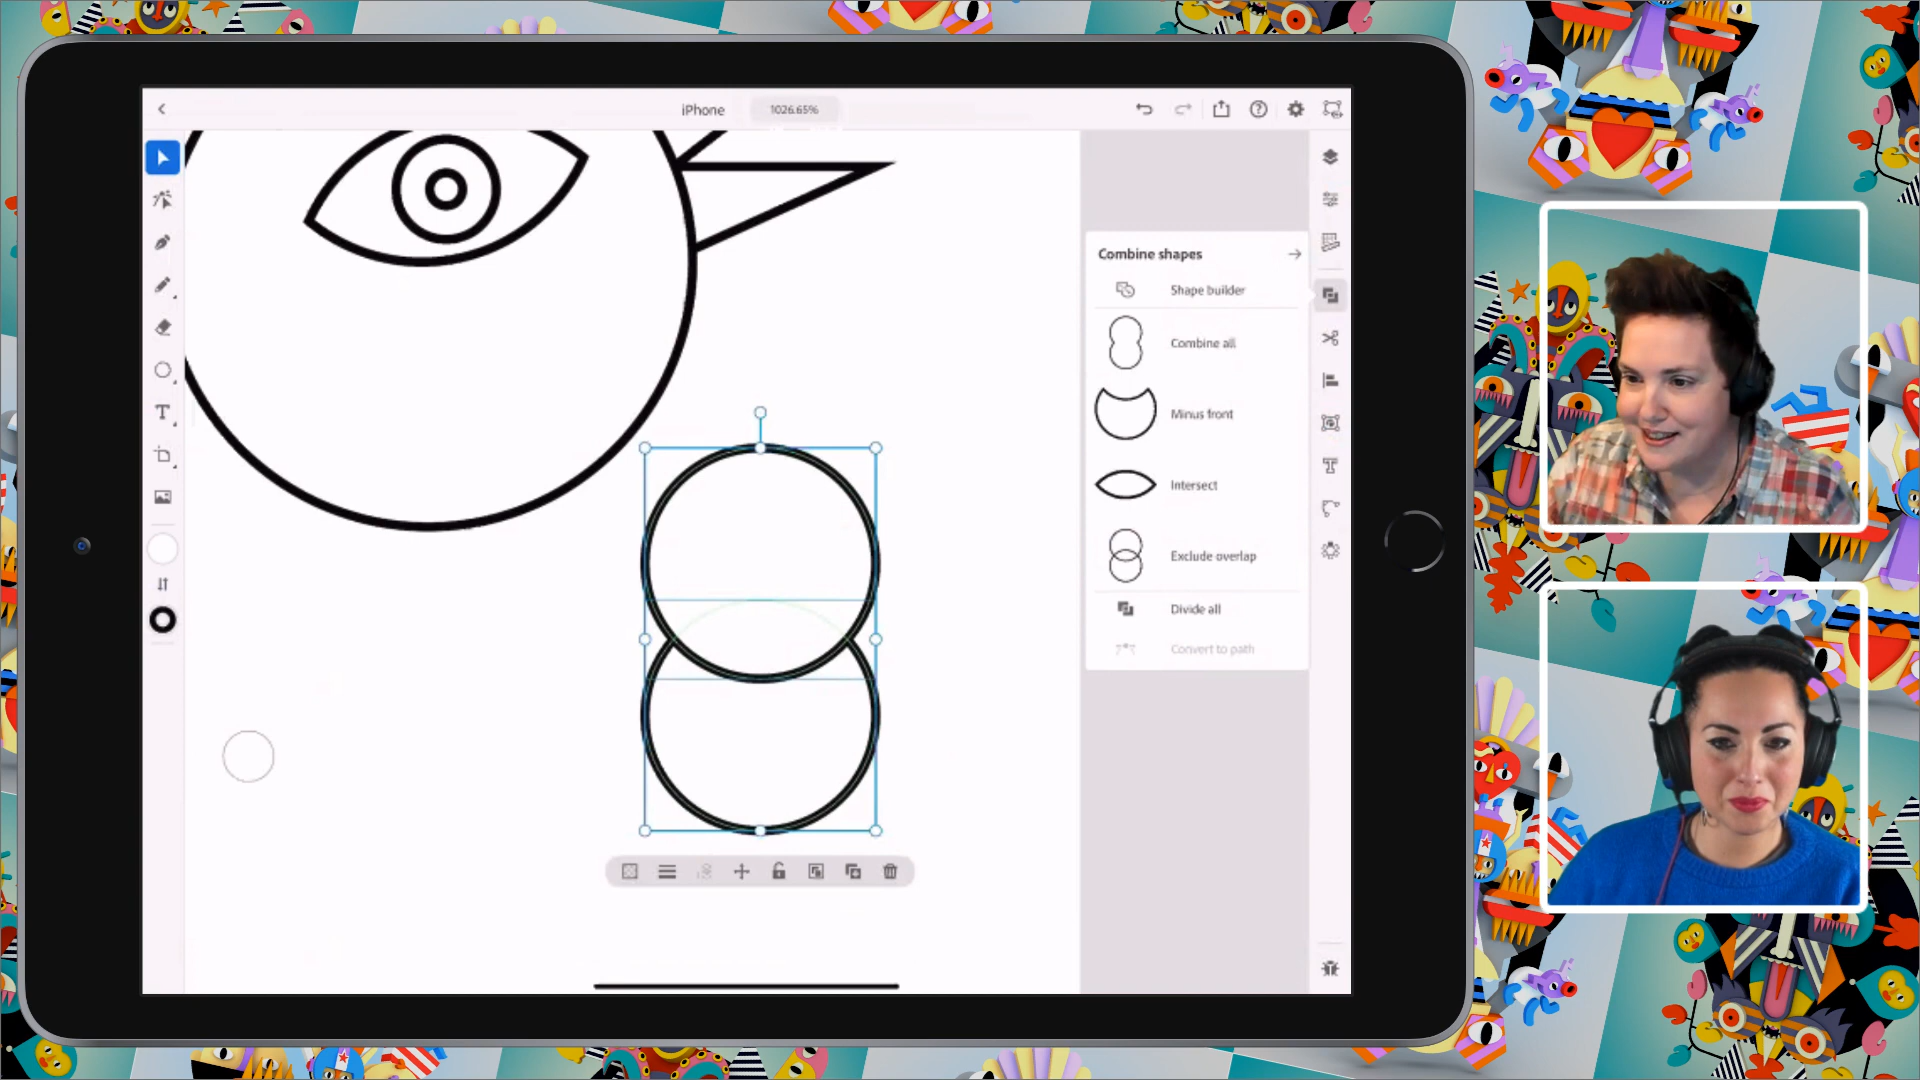 iPhone
1026.65%
Combine shapes
Shape builder
Combine all
Minus front
Intersect
Exclude overlap
Divide all
Convert to path